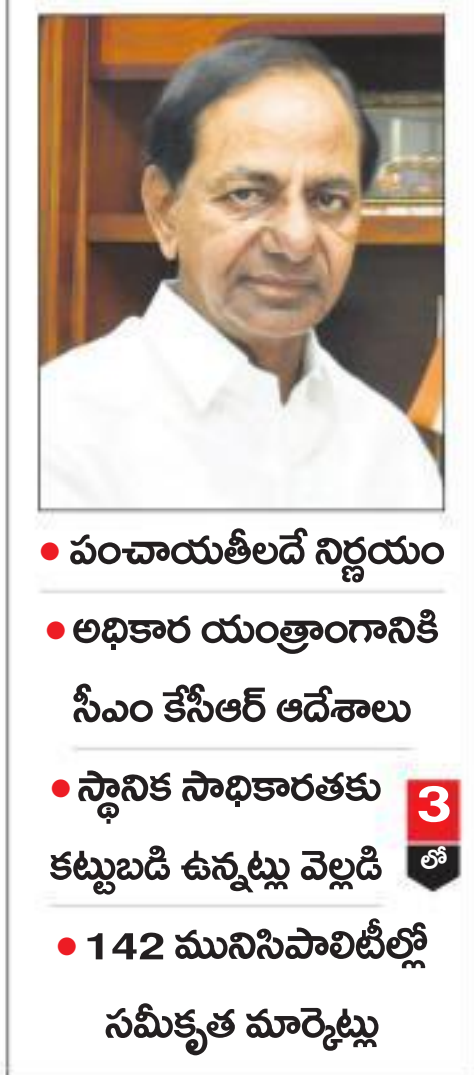 • పంచాయతీలదే నిర్ణయం
• అధికార యంత్రాంగానికి
సీఎం కేసీఆర్ ఆదేశాలు
• స్థానిక సాధికారతకు
కట్టుబడి ఉన్నట్లు వెల్లడి
3
లో
• 142 మునిసిపాలిటీల్లో
సమీకృత మార్కెట్లు